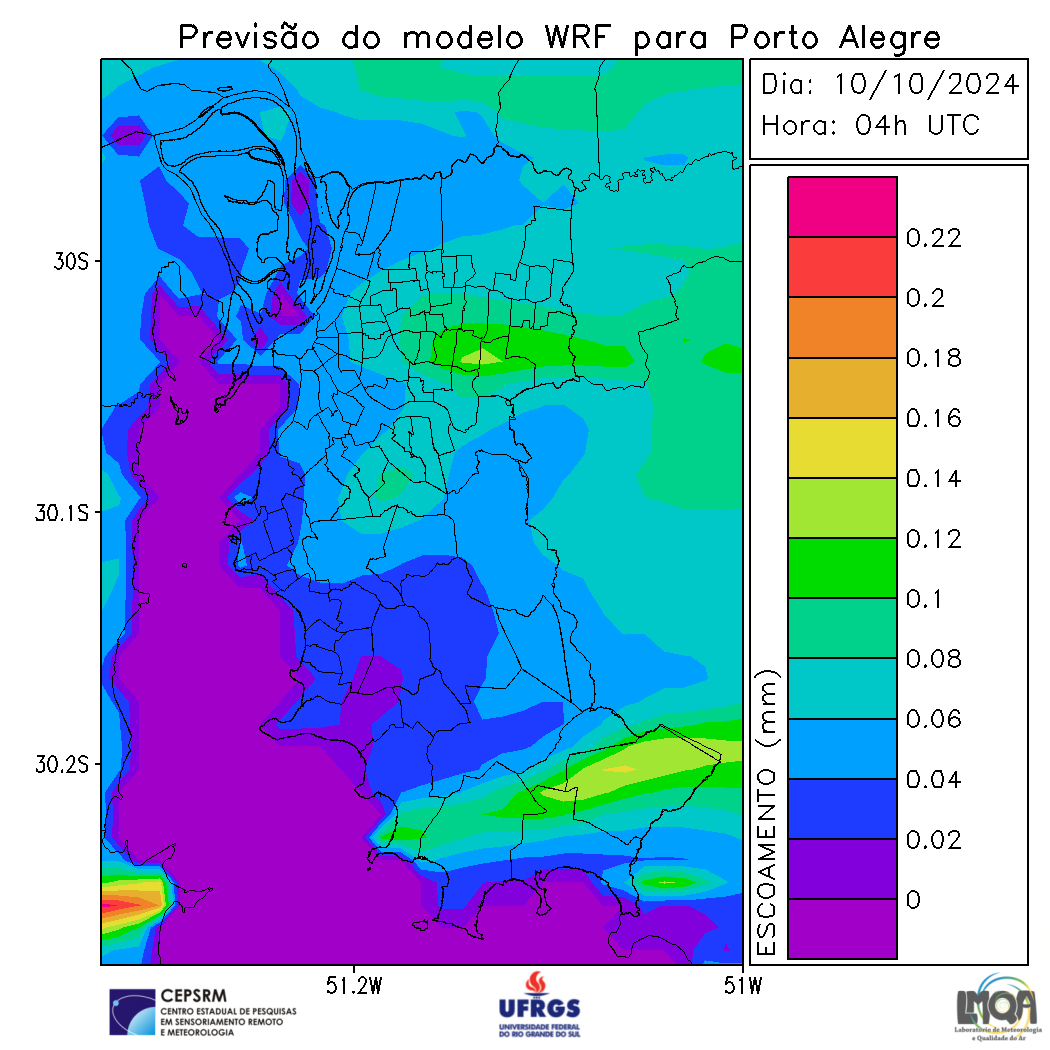 Previsão do modelo WRF para Porto Alegre
Dia: 10/10/2024
Hora: 04h UTC
30S
30.1S
30.2S
51.2W
51W
0.22
0.2
0.18
0.16
0.14
0.12
0.1
0.08
0.06
0.04
0.02
0
ESCOAMENTO (mm)
CEPSRM
CENTRO ESTADUAL DE PESQUISAS
EM SENSORIAMENTO REMOTO
E METEOROLOGIA
UFRGS
UNIVERSIDADE FEDERAL
DO RIO GRANDE DO SUL
LMQA
Laboratório de Meteorologia
e Qualidade do Ar